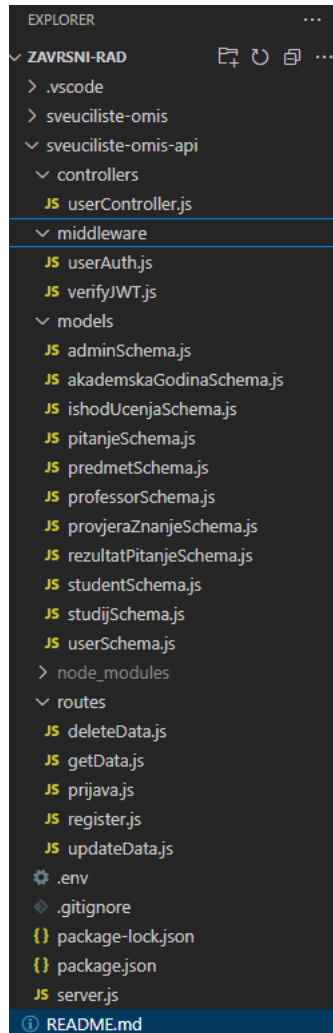 EXPLORER
ZAVRSNI-RAD
.vscode
sveuciliste-omis
sveuciliste-omis-api
controllers
JS userController.js
middleware
JS userAuth.js
JS verifyJWT.js
models
JS adminSchema.js
JS akademskaGodinaSchema.js
JS ishodUcenjaSchema.js
JS pitanjeSchema.js
JS predmetSchema.js
JS professorSchema.js
JS provjeraZnanjeSchema.js
JS rezultatPitanjeSchema.js
JS studentSchema.js
JS studijSchema.js
JS userSchema.js
node_modules
routes
JS deleteData.js
JS getData.js
JS prijava.js
JS register.js
JS updateData.js
.env
.gitignore
{} package-lock.json
{} package.json
JS server.js
README.md